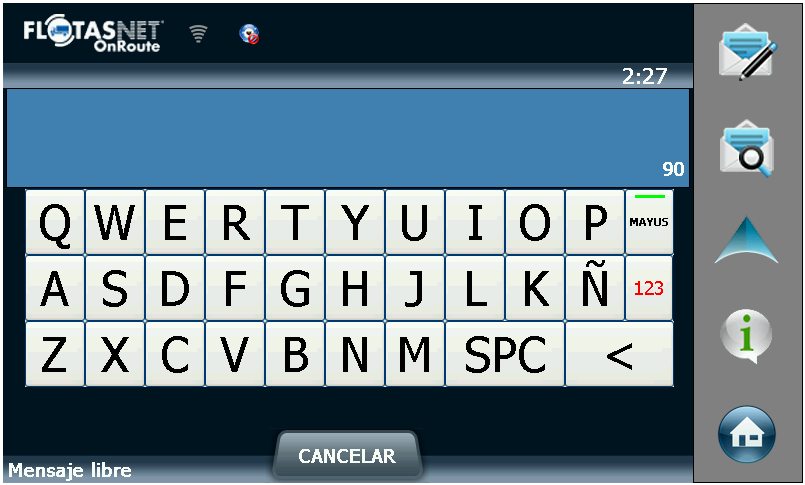 FLOTASNET
OnRoute
2:27
90
Q W E R T Y U I O P MAYUS
A S D F G H J L K Ñ 123
Z X C V B N M SPC <
CANCELAR
Mensaje libre
i